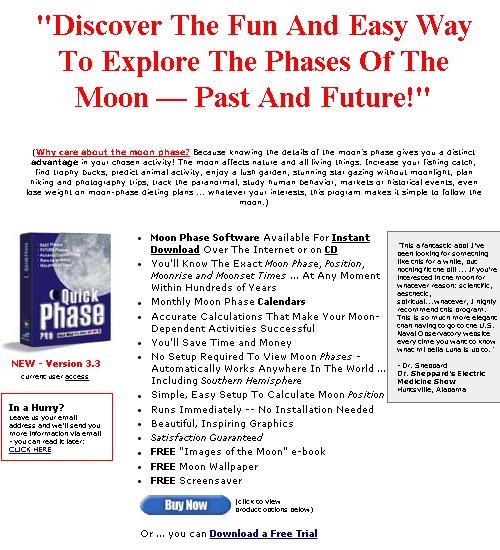 "Discover The Fun And Easy Way
To Explore The Phases Of The
Moon — Past And Future!"
(Why care about the moon phase? Because knowing the details of the moon's phase gives you a distinct
advantage in your chosen activity! The moon affects nature and all living things. Increase your fishing catch,
find trophy bucks, predict animal activity, enjoy a lush garden, stunning star gazing without moonlight, plan
hiking and photography trips, track the paranormal, study human behavior, markets or historical events, even
lose weight on moon-phase dieting plans ... whatever your interests, this program makes it simple to follow the
moon.)
Quick
Phase
PRO
NEW - Version 3.3
current user access
In a Hurry?
Leave us your email
address and we'll send you
more information via email
- you can read it later:
CLICK HERE
• Moon Phase Software Available For Instant
Download Over The Internet or on CD
• You'll Know The Exact Moon Phase, Position,
Moonrise and Moonset Times ... At Any Moment
Within Hundreds of Years
• Monthly Moon Phase Calendars
• Accurate Calculations That Make Your Moon-
Dependent Activities Successful
• You'll Save Time and Money
• No Setup Required To View Moon Phases -
Automatically Works Anywhere In The World ...
Including Southern Hemisphere
• Simple, Easy Setup To Calculate Moon Position
• Runs Immediately -- No Installation Needed
• Beautiful, Inspiring Graphics
• Satisfaction Guaranteed
• FREE "Images of the Moon" e-book
• FREE Moon Wallpaper
• FREE Screensaver
Buy Now
(click to view
product options below)
Or ... you can Download a Free Trial
"This is a fantastic app! I've
been looking for something
like this for a while, but
nothing fit the bill ... If you're
interested in the moon for
whatever reason: scientific,
aesthetic,
spiritual...whatever, I highly
recommend this program.
This is so much more elegant
than having to go to the U.S.
Naval Observatory website
every time you want to know
what mi bella Luna is up to."
- Dr. Sheppard
Dr. Sheppard's Electric
Medicine Show
Huntsville, Alabama